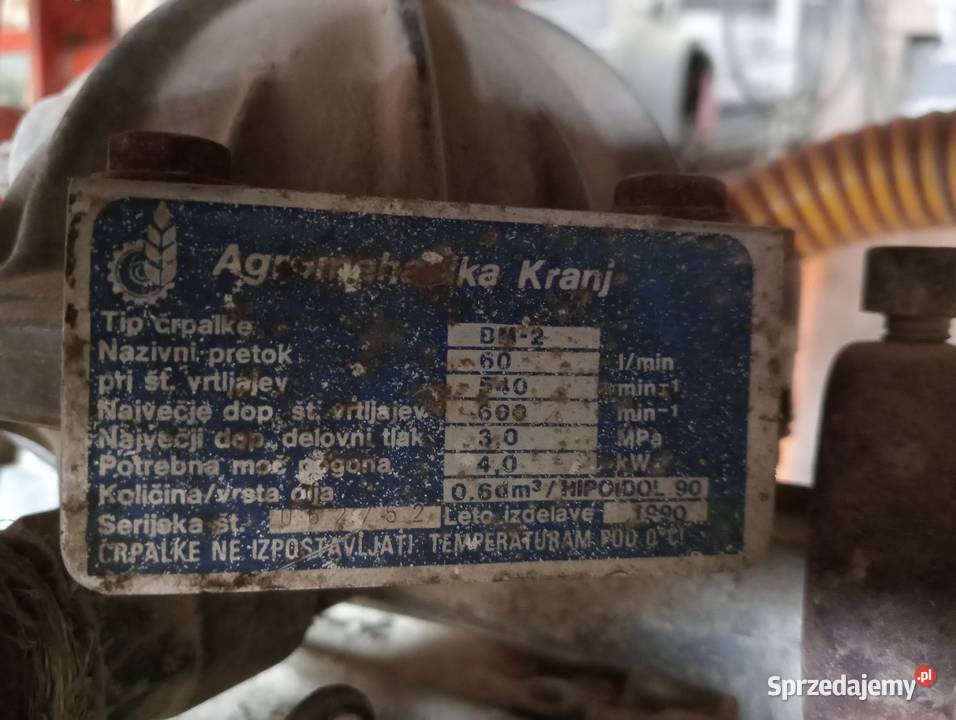 Agromehanika Kranj
Tip črpalke BM-2
Nazivni pretok 60 l/min
pri št. vrtljajev 540 min-1
Največje dop. št. vrtljajev 600 min-1
Največji dop. delovni tlak 3,0 MPa
Potrebna moč pogona 4,0 kW
Količina/vrsta olja 0.6dm³/HIPOIDOL 90
Serijska št. Leto izdelave 1990
ČRPALKE NE IZPOSTAVLJATI TEMPERATURAM POD 0°C!
Sprzedajemy.pl